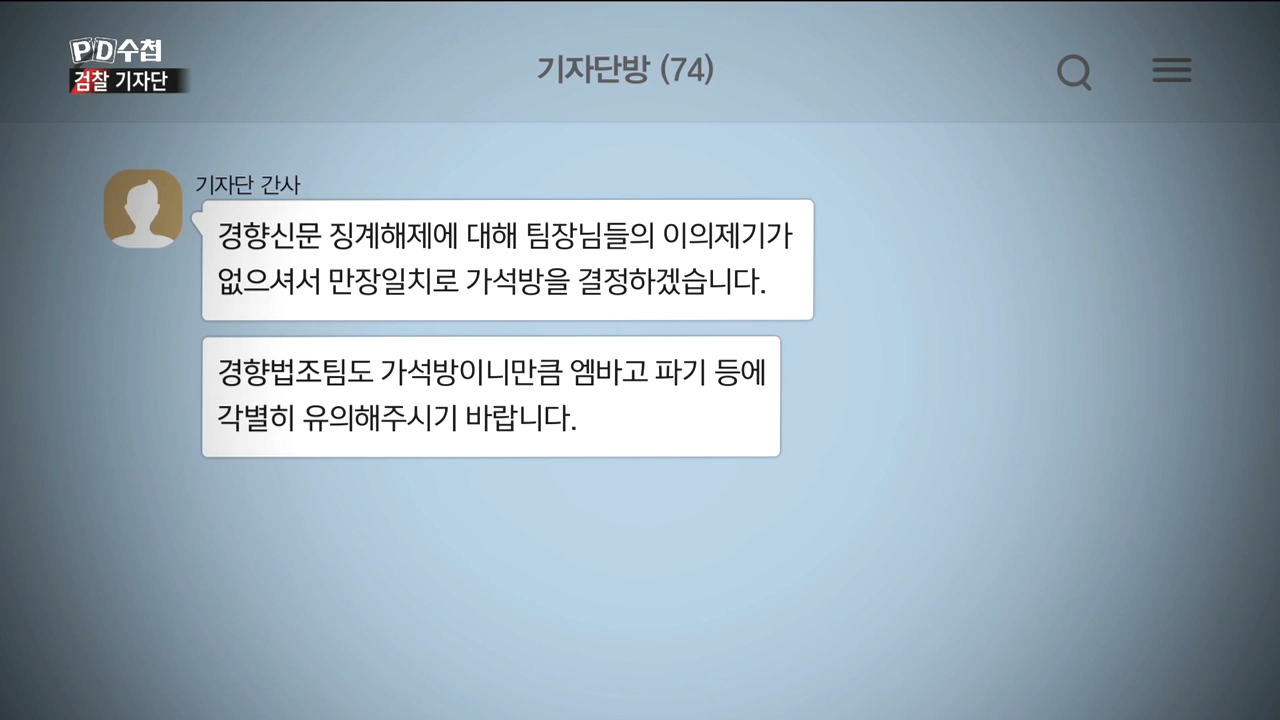 PD수첩
검찰 기자단
기자단방 (74)
기자단 간사
경향신문 징계해제에 대해 팀장님들의 이의제기가
없으셔서 만장일치로 가석방을 결정하겠습니다.
경향법조팀도 가석방이니만큼 엠바고 파기 등에
각별히 유의해주시기 바랍니다.